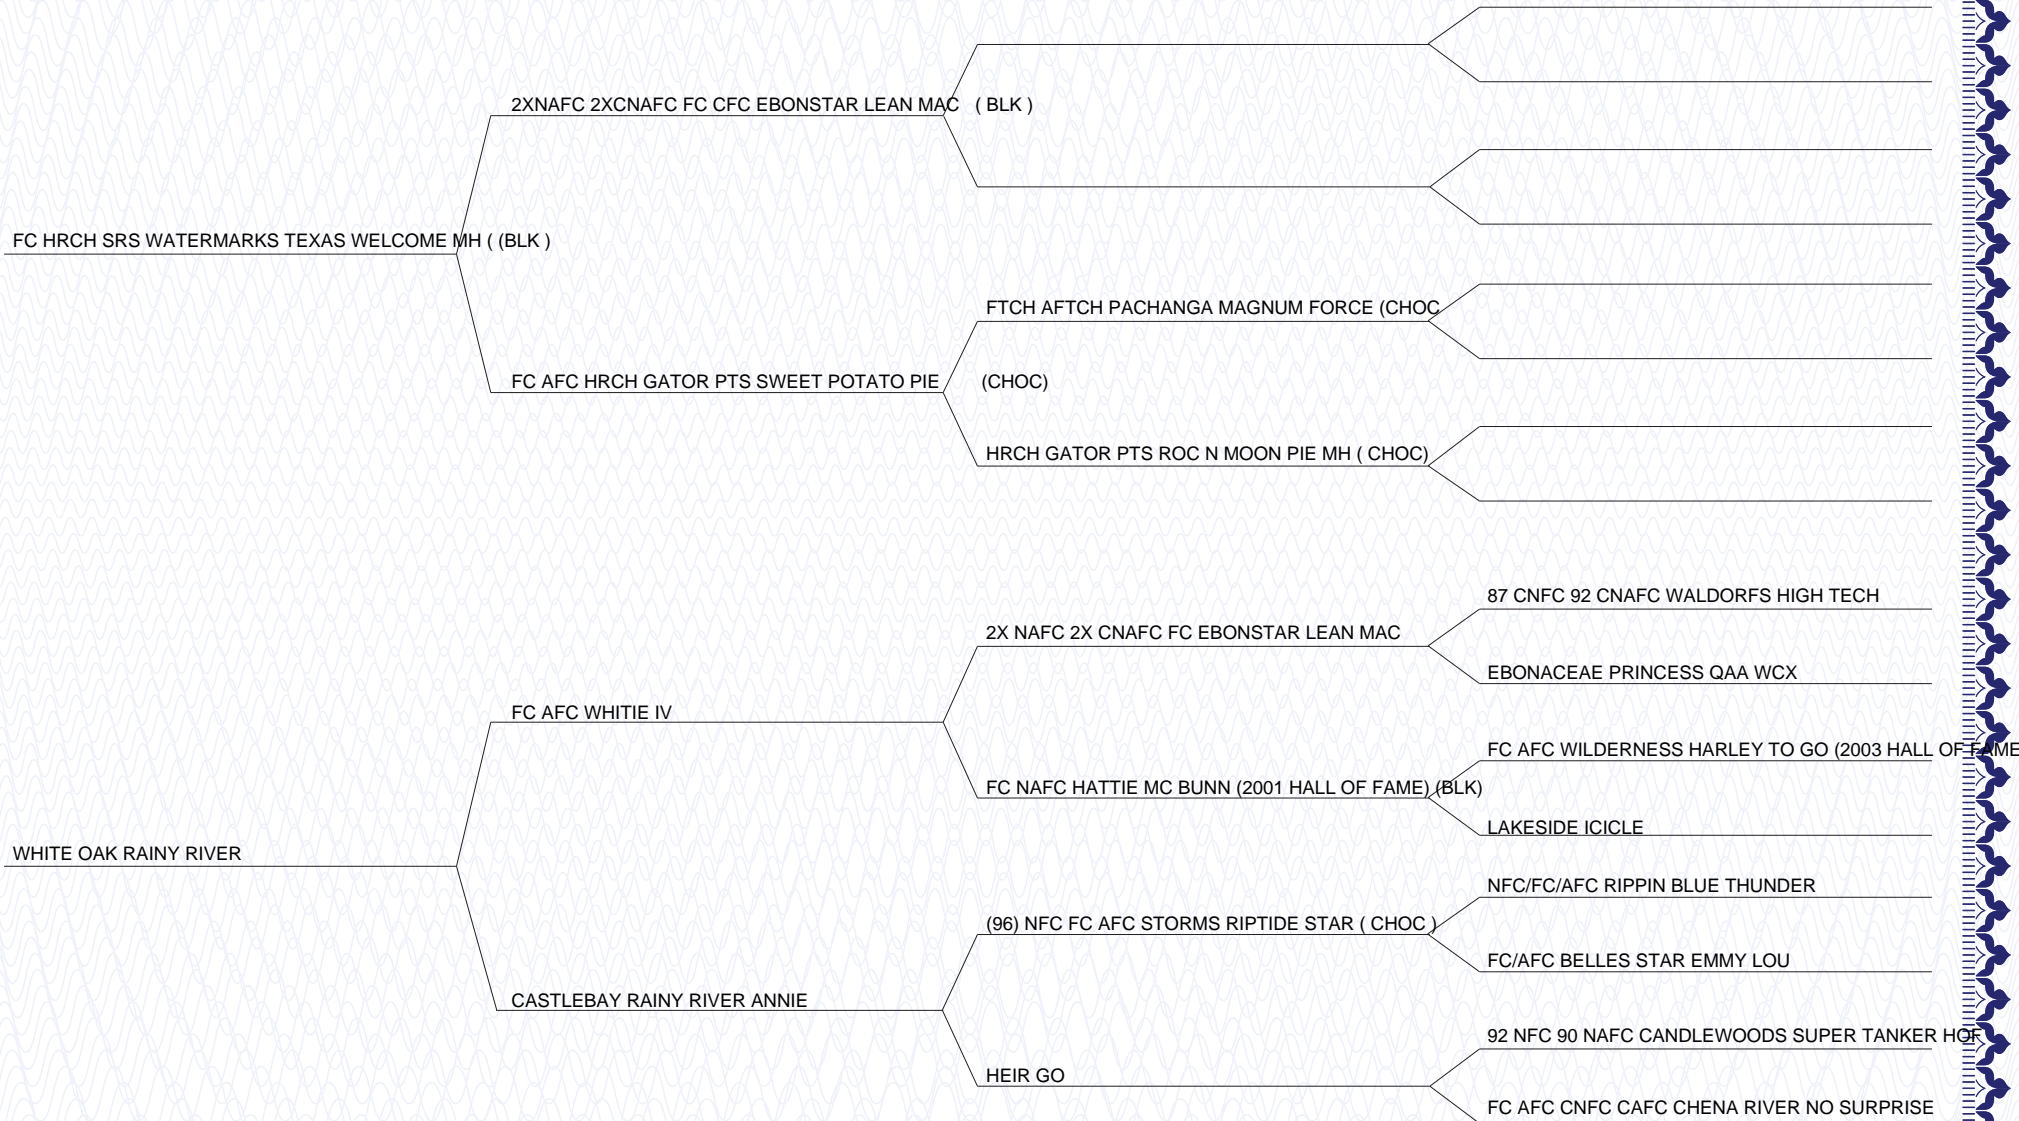 2XNAFC 2XCNAFC FC CFC EBONSTAR LEAN MAC ( BLK )
FC HRCH SRS WATERMARKS TEXAS WELCOME MH ( (BLK )
FTCH AFTCH PACHANGA MAGNUM FORCE (CHOC
FC AFC HRCH GATOR PTS SWEET POTATO PIE (CHOC)
HRCH GATOR PTS ROC N MOON PIE MH ( CHOC)
87 CNFC 92 CNAFC WALDORFS HIGH TECH
2X NAFC 2X CNAFC FC EBONSTAR LEAN MAC
EBONACEAE PRINCESS QAA WCX
FC AFC WHITIE IV
FC AFC WILDERNESS HARLEY TO GO (2003 HALL OF FAME
FC NAFC HATTIE MC BUNN (2001 HALL OF FAME) (BLK)
LAKESIDE ICICLE
WHITE OAK RAINY RIVER
NFC/FC/AFC RIPPIN BLUE THUNDER
(96) NFC FC AFC STORMS RIPTIDE STAR ( CHOC )
FC/AFC BELLES STAR EMMY LOU
CASTLEBAY RAINY RIVER ANNIE
92 NFC 90 NAFC CANDLEWOODS SUPER TANKER HOF
HEIR GO
FC AFC CNFC CAFC CHENA RIVER NO SURPRISE